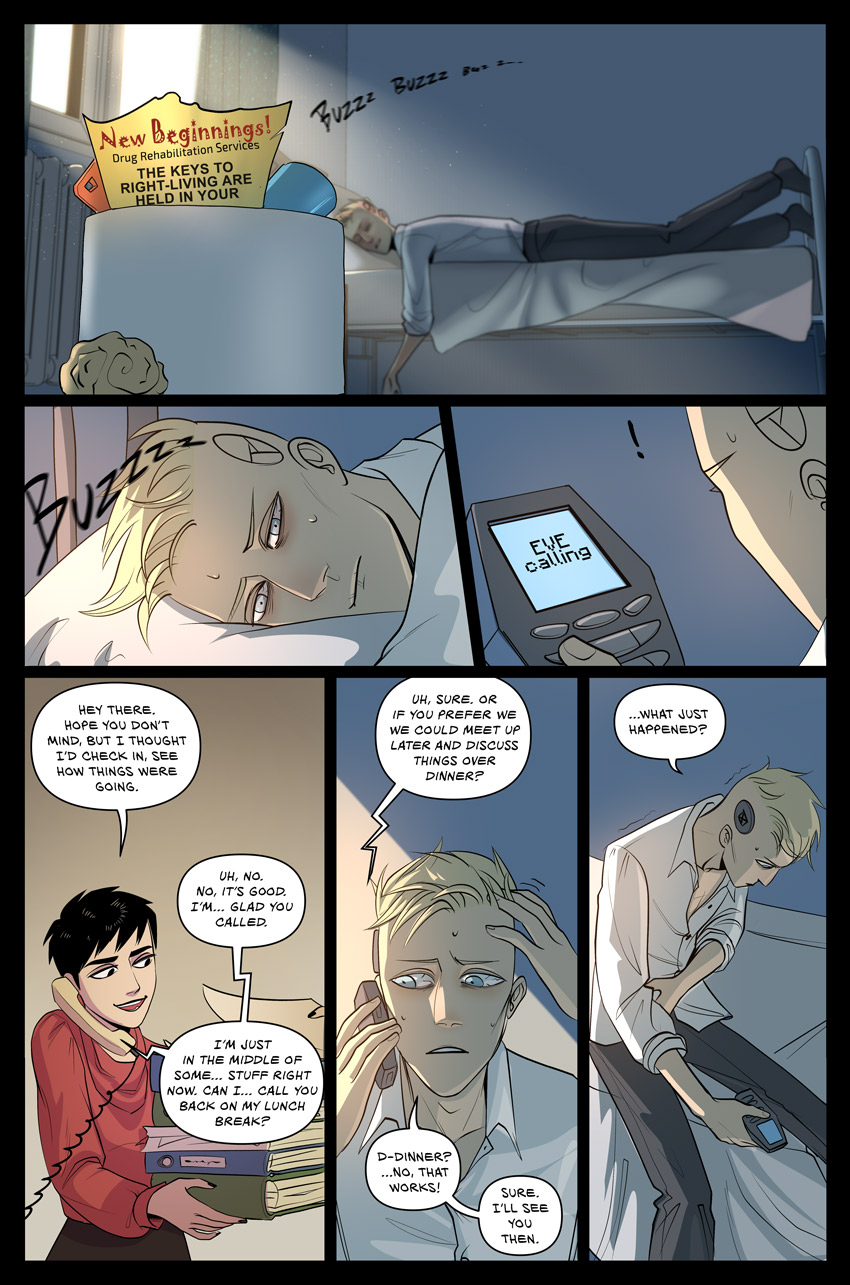 BUZZZ BUZZZ BUZZ...
New Beginnings!
Drug Rehabilitation Services
THE KEYS TO
RIGHT-LIVING ARE
HELD IN YOUR
BUZZZZ
!
EVE
calling
HEY THERE.
HOPE YOU DON'T
MIND, BUT I THOUGHT
I'D CHECK IN, SEE
HOW THINGS WERE
GOING.
UH, NO.
NO, IT'S GOOD.
I'M... GLAD YOU
CALLED.
I'M JUST
IN THE MIDDLE OF
SOME... STUFF RIGHT
NOW. CAN I... CALL YOU
BACK ON MY LUNCH
BREAK?
UH, SURE. OR
IF YOU PREFER WE
WE COULD MEET UP
LATER AND DISCUSS
THINGS OVER
DINNER?
D-DINNER?
...NO, THAT
WORKS!
SURE.
I'LL SEE
YOU
THEN.
...WHAT JUST
HAPPENED?